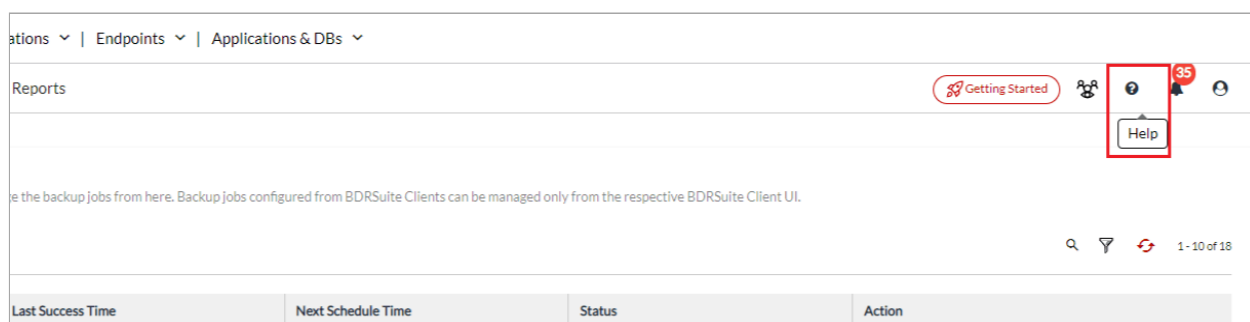 | Endpoints | Applications & DBs
Reports Getting Started 35
Help
the backup jobs from here. Backup jobs configured from BDRSuite Clients can be managed only from the respective BDRSuite Client UI.
1 - 10 of 18
Last Success Time Next Schedule Time Status Action